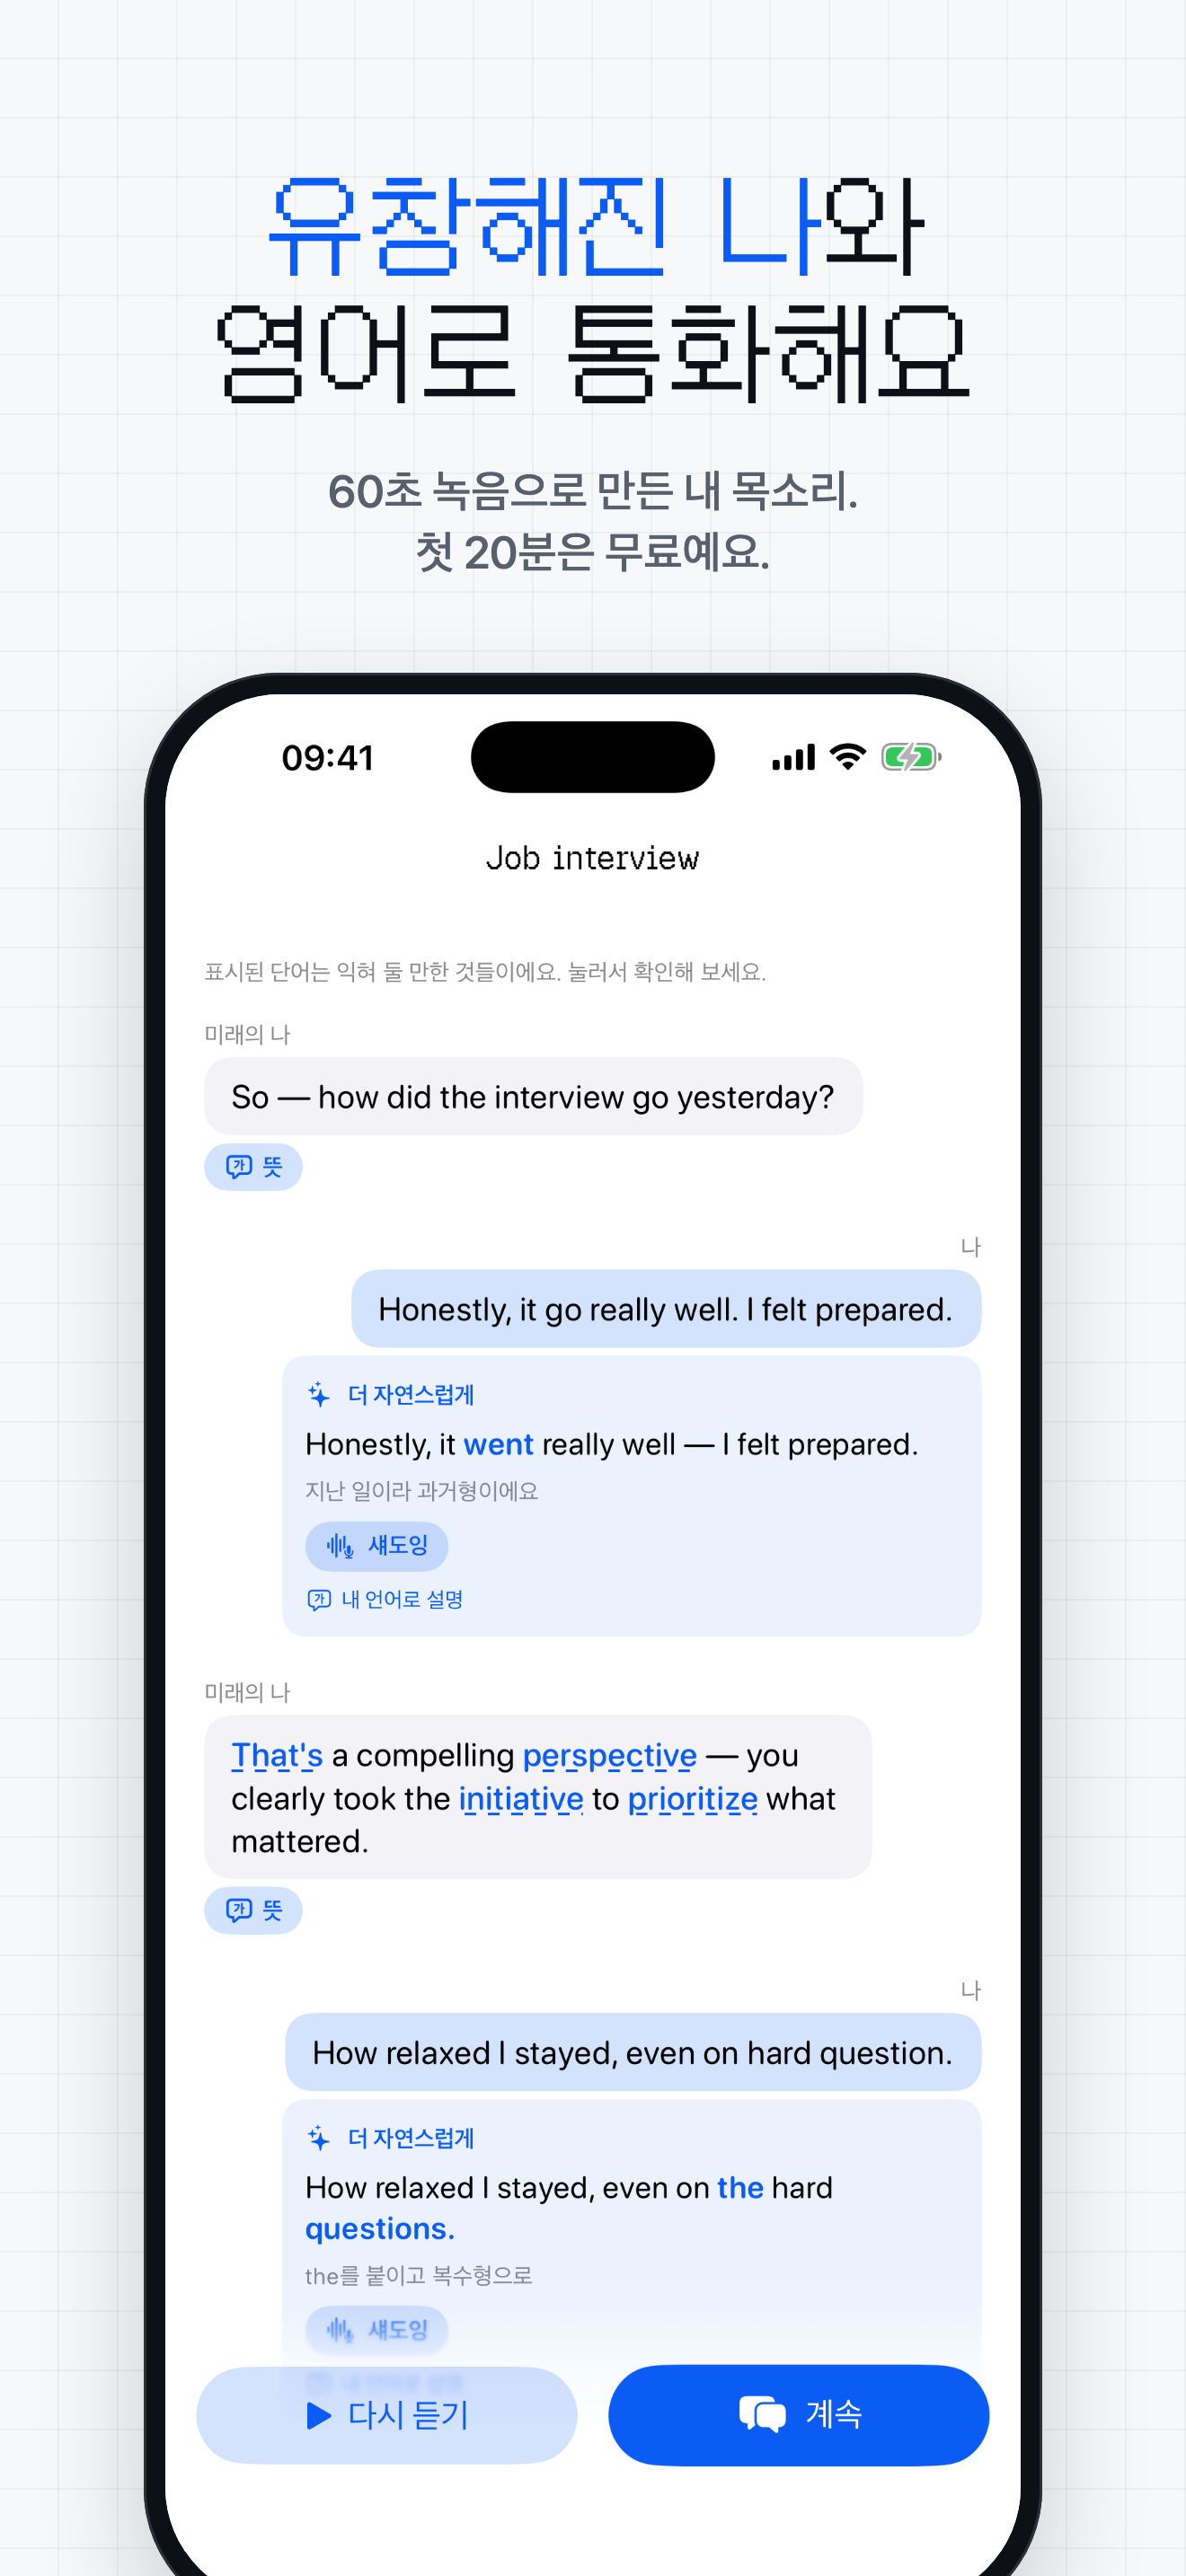 유창해진 나와
영어로 통화해요
60초 녹음으로 만든 내 목소리.
첫 20분은 무료예요.
09:41
Job interview
표시된 단어는 익혀 둘 만한 것들이에요. 눌러서 확인해 보세요.
미래의 나
So — how did the interview go yesterday?
가 뜻
나
Honestly, it go really well. I felt prepared.
더 자연스럽게
Honestly, it went really well — I felt prepared.
지난 일이라 과거형이에요
섀도잉
가 내 언어로 설명
미래의 나
That's a compelling perspective — you
clearly took the initiative to prioritize what
mattered.
가 뜻
나
How relaxed I stayed, even on hard question.
더 자연스럽게
How relaxed I stayed, even on the hard
questions.
the를 붙이고 복수형으로
섀도잉
다시 듣기
계속